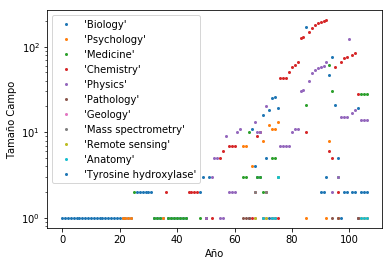 'Biology'
'Psychology'
'Medicine'
'Chemistry'
'Physics'
'Pathology'
'Geology'
'Mass spectrometry'
'Remote sensing'
'Anatomy'
'Tyrosine hydroxylase'
Tamaño Campo
10²
10¹
10⁰
0 20 40 60 80 100
Año